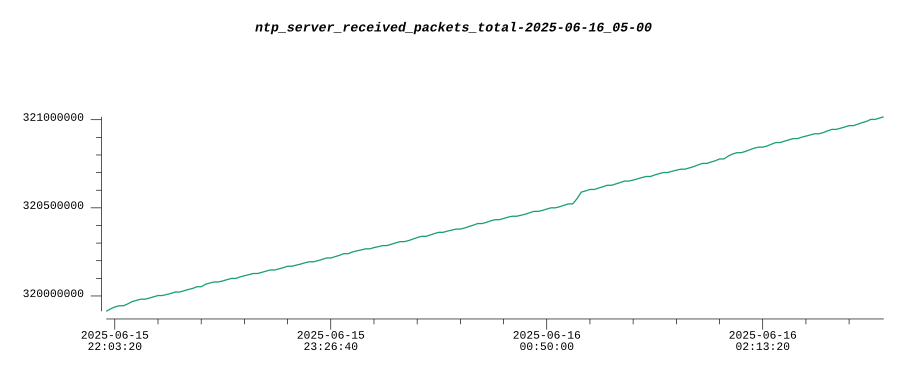 ntp_server_received_packets_total-2025-06-16_05-00
321000000
320500000
320000000
2025-06-15 2025-06-15 2025-06-16 2025-06-16
22:03:20 23:26:40 00:50:00 02:13:20